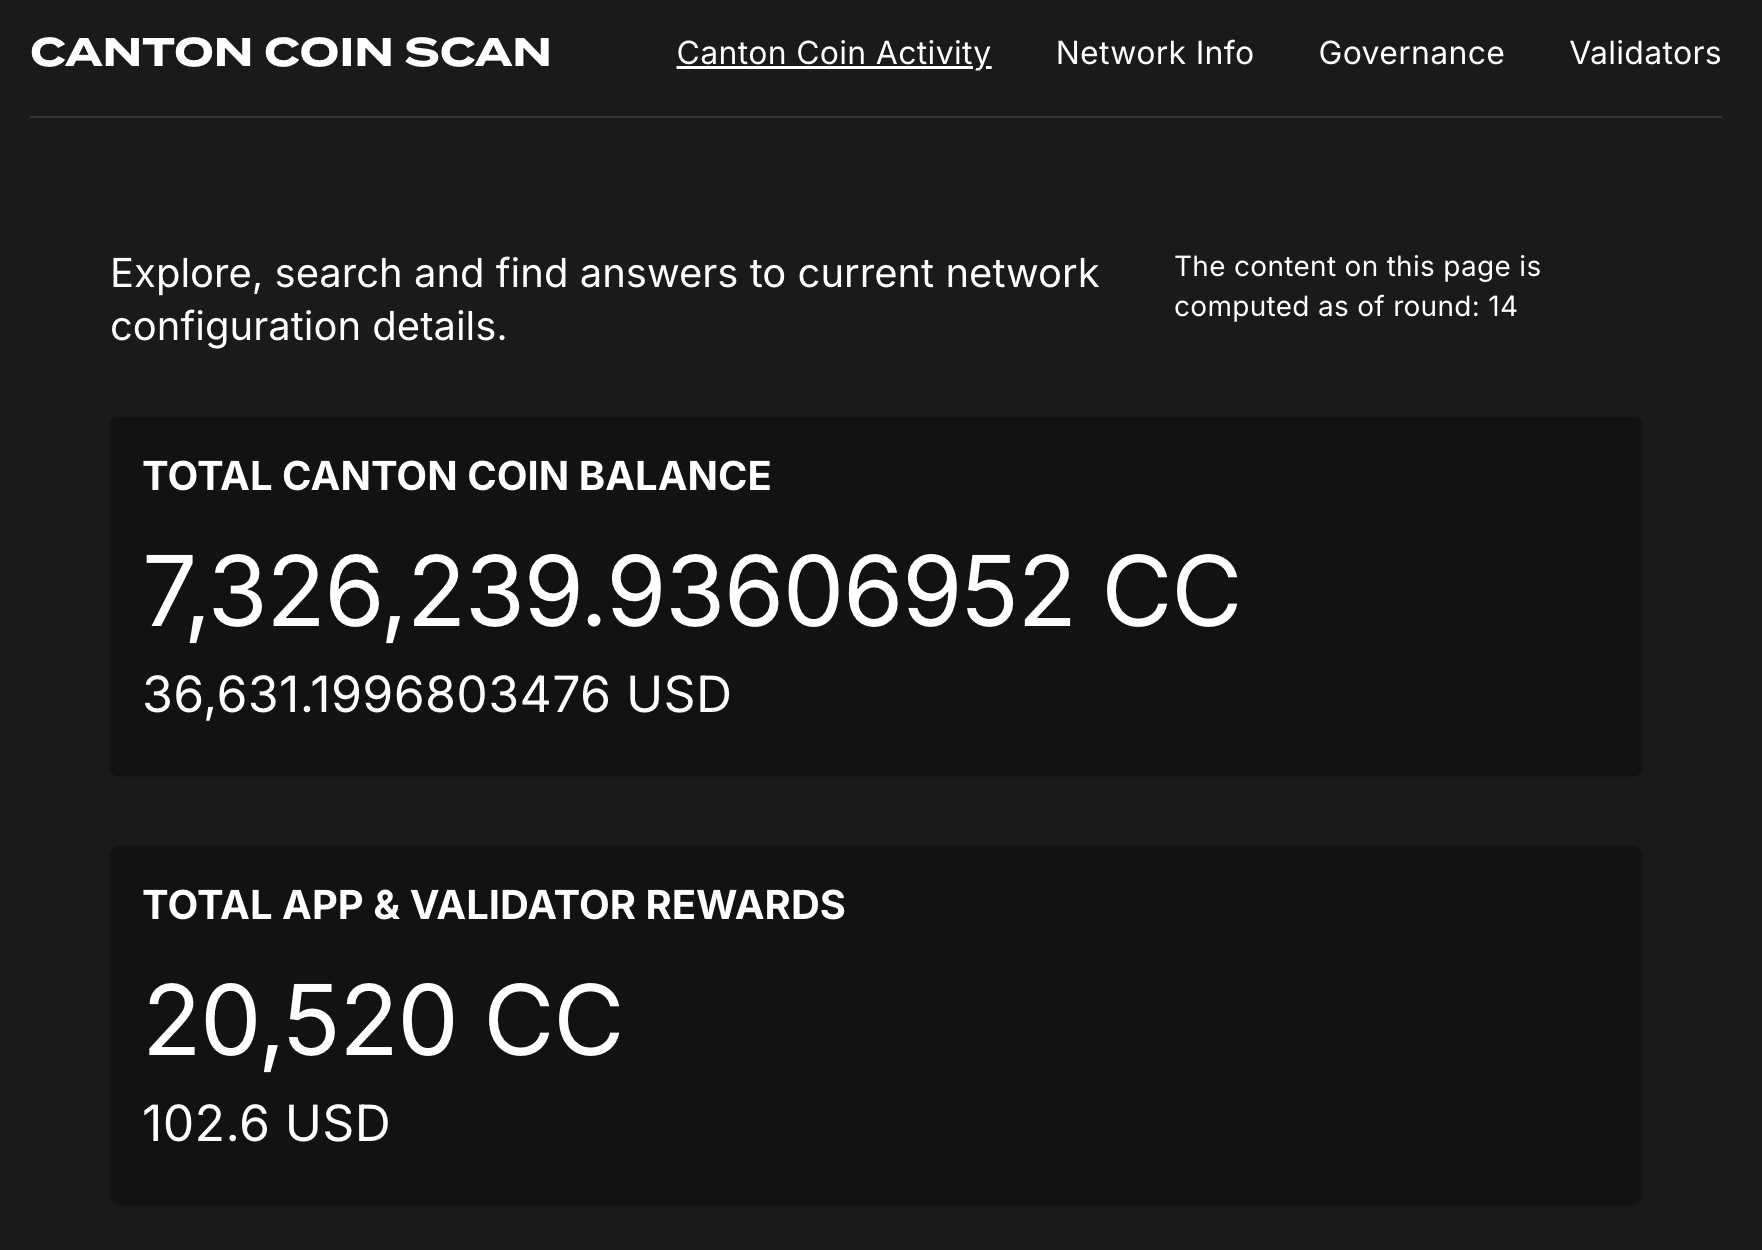 CANTON COIN SCAN
Canton Coin Activity
Network Info
Governance
Validators
Explore, search and find answers to current network
configuration details.
The content on this page is
computed as of round: 14
TOTAL CANTON COIN BALANCE
7,326,239.93606952 CC
36,631.1996803476 USD
TOTAL APP & VALIDATOR REWARDS
20,520 CC
102.6 USD